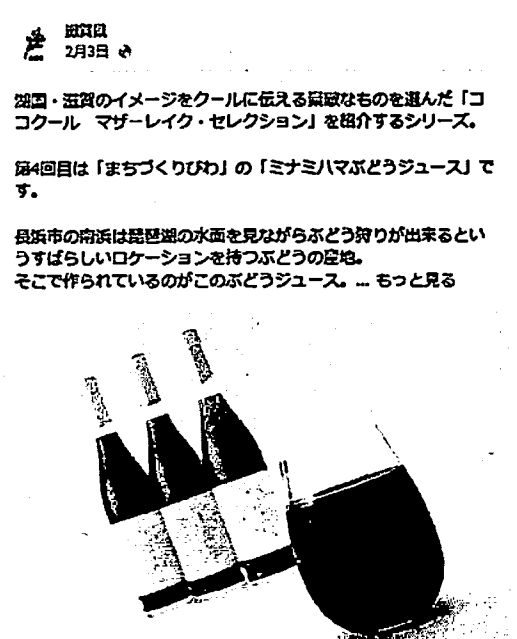 滋賀県
2月3日
湖国・滋賀のイメージをクールに伝える素敵なものを選んだ「コ
コクール　マザーレイク・セレクション」を紹介するシリーズ。
第4回目は「まちづくりびわ」の「ミナミハマぶどうジュース」で
す。
長浜市の南浜は琵琶湖の水面を見ながらぶどう狩りが出来るとい
うすばらしいロケーションを持つぶどうの産地。
そこで作られているのがこのぶどうジュース。... もっと見る